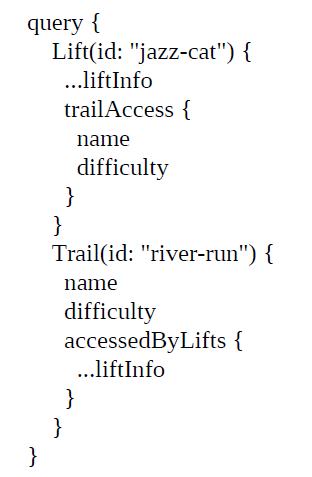 query {
Lift(id: "jazz-cat") {
...liftInfo
trailAccess {
name
difficulty
}
}
Trail(id: "river-run") {
name
difficulty
accessedByLifts {
...liftInfo
}
}
}